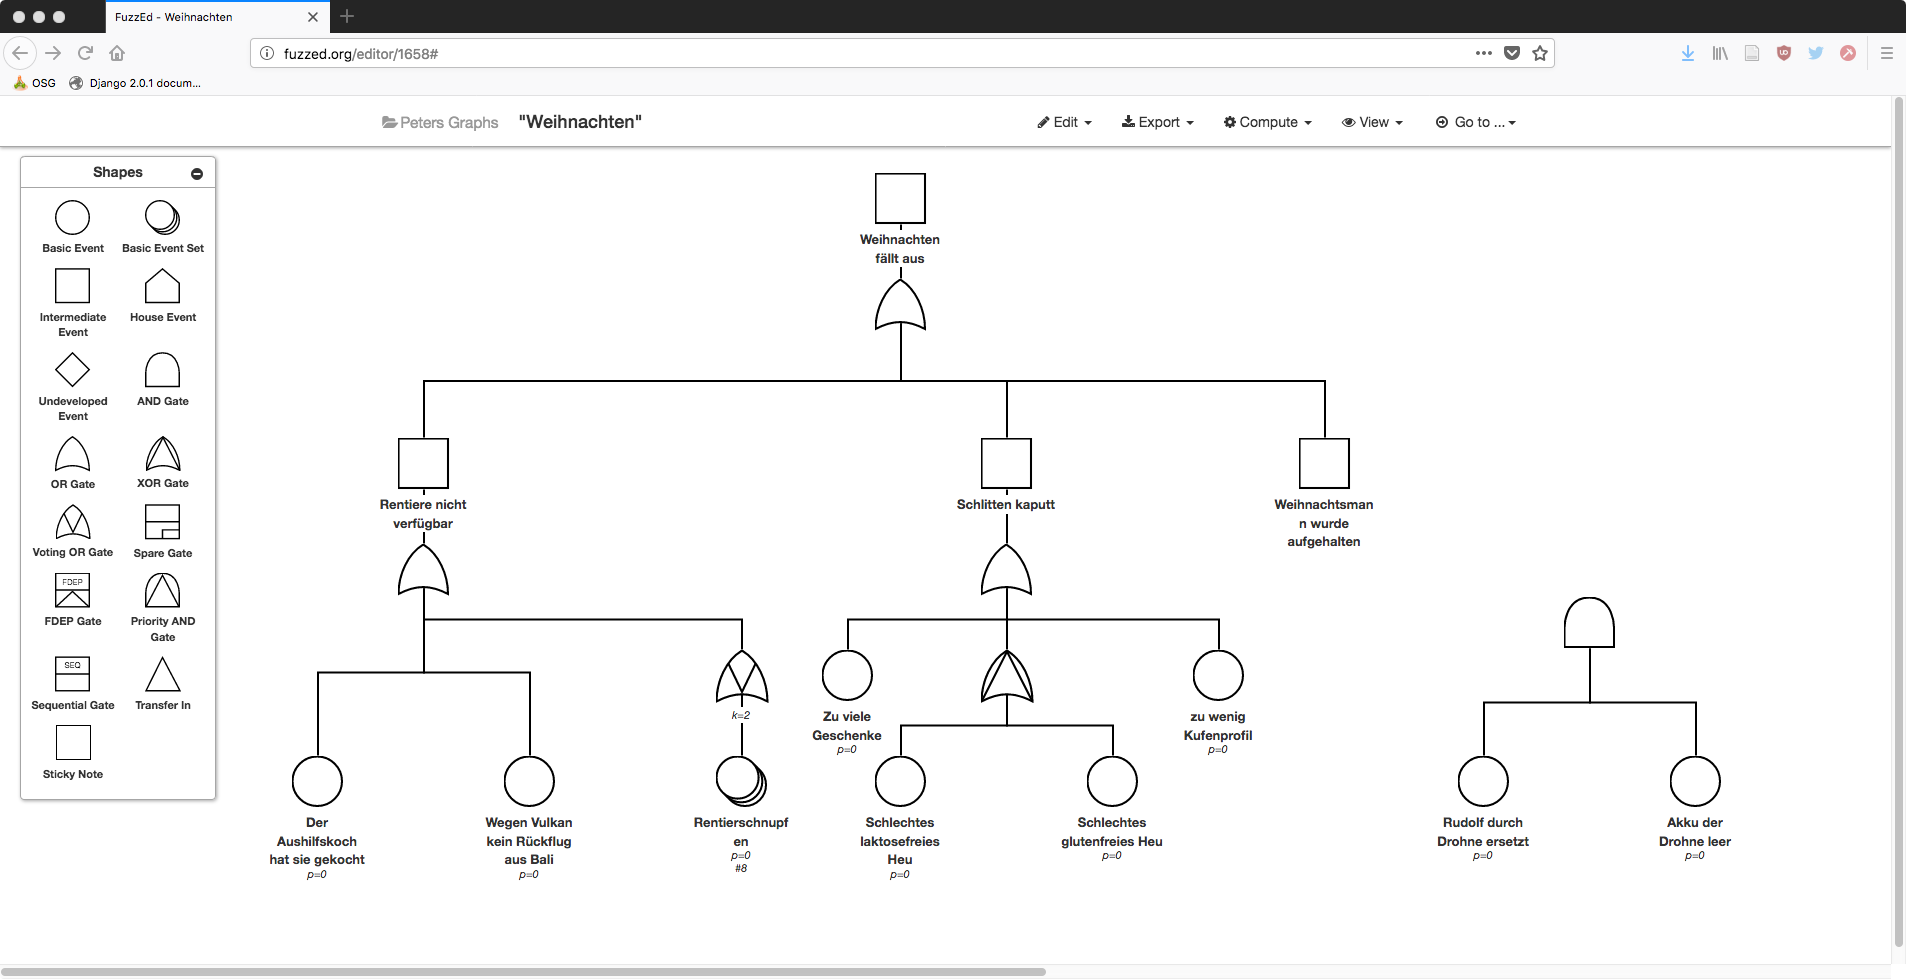 FuzzEd - Weihnachten
fuzzed.org/editor/1658#
OSG
Django 2.0.1 docum...
Peters Graphs
"Weihnachten"
Edit
Export
Compute
View
Go to ...
Shapes
Basic Event
Basic Event Set
Intermediate
Event
House Event
Undeveloped
Event
AND Gate
OR Gate
XOR Gate
Voting OR Gate
Spare Gate
FDEP
FDEP Gate
Priority AND
Gate
SEQ
Sequential Gate
Transfer In
Sticky Note
Weihnachten
fällt aus
Rentiere nicht
verfügbar
Schlitten kaputt
Weihnachtsman
n wurde
aufgehalten
k=2
Zu viele
Geschenke
p=0
zu wenig
Kufenprofil
p=0
Der
Aushilfskoch
hat sie gekocht
p=0
Wegen Vulkan
kein Rückflug
aus Bali
p=0
Rentierschnupf
en
p=0
#8
Schlechtes
laktosefreies
Heu
p=0
Schlechtes
glutenfreies Heu
p=0
Rudolf durch
Drohne ersetzt
p=0
Akku der
Drohne leer
p=0